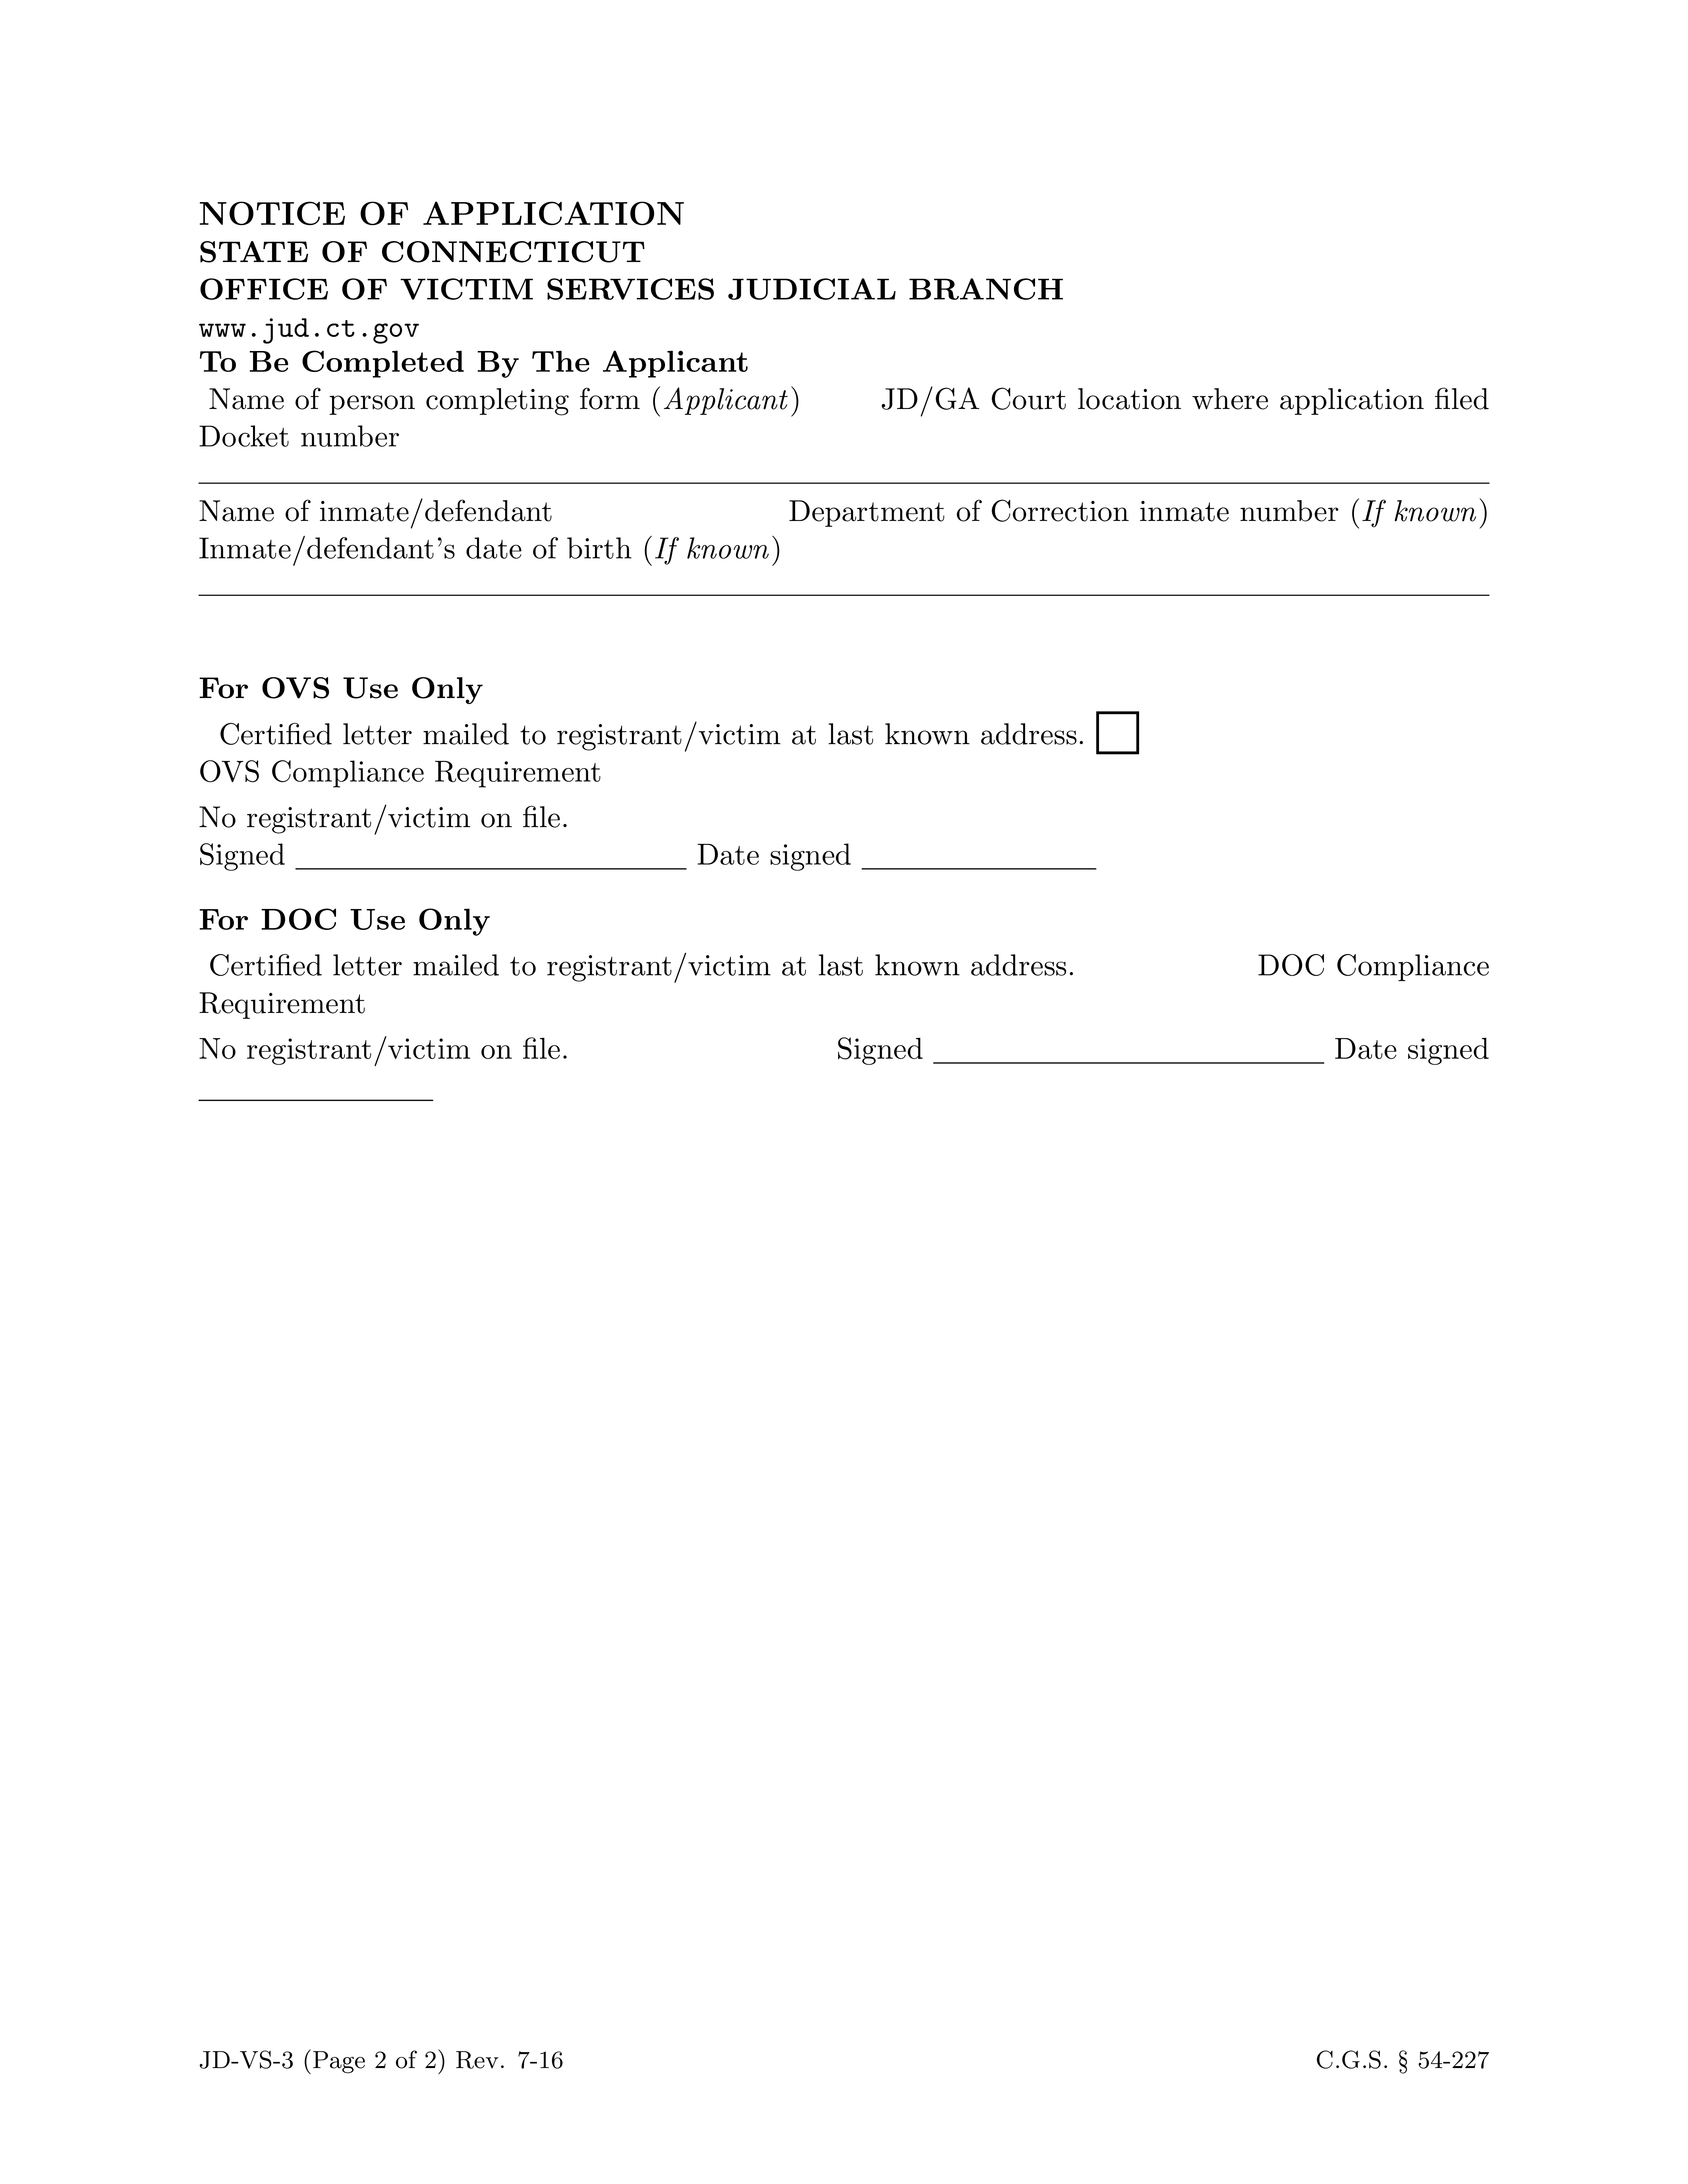 NOTICE OF APPLICATION
STATE OF CONNECTICUT
OFFICE OF VICTIM SERVICES JUDICIAL BRANCH
www.jud.ct.gov
To Be Completed By The Applicant
Name of person completing form (Applicant) JD/GA Court location where application filed
Docket number
Name of inmate/defendant Department of Correction inmate number (If known)
Inmate/defendant's date of birth (If known)
For OVS Use Only
Certified letter mailed to registrant/victim at last known address.
OVS Compliance Requirement
No registrant/victim on file.
Signed Date signed
For DOC Use Only
Certified letter mailed to registrant/victim at last known address. DOC Compliance
Requirement
No registrant/victim on file. Signed Date signed
JD-VS-3 (Page 2 of 2) Rev. 7-16 C.G.S. § 54-227